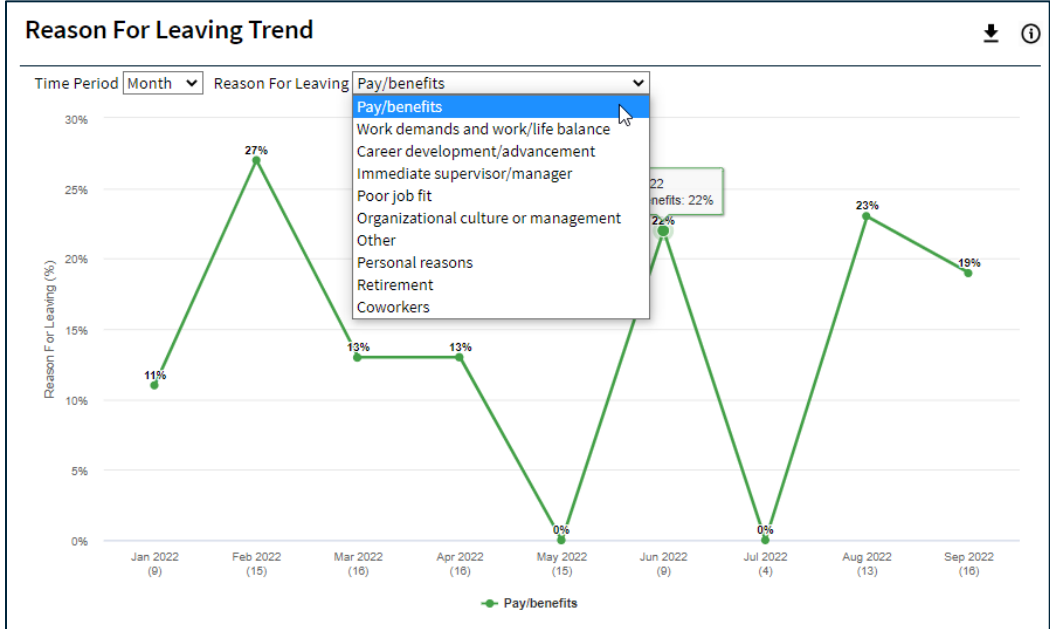 Reason For Leaving Trend
Time Period Month Reason For Leaving Pay/benefits
Pay/benefits
Work demands and work/life balance
Career development/advancement
Immediate supervisor/manager
Poor job fit
Organizational culture or management
Other
Personal reasons
Retirement
Coworkers
22
nefits: 22%
Reason For Leaving (%)
30%
25%
20%
15%
10%
5%
0%
11%
27%
13%
13%
0%
22%
0%
23%
19%
Jan 2022 Feb 2022 Mar 2022 Apr 2022 May 2022 Jun 2022 Jul 2022 Aug 2022 Sep 2022
(9) (15) (16) (16) (15) (9) (4) (13) (16)
Pay/benefits